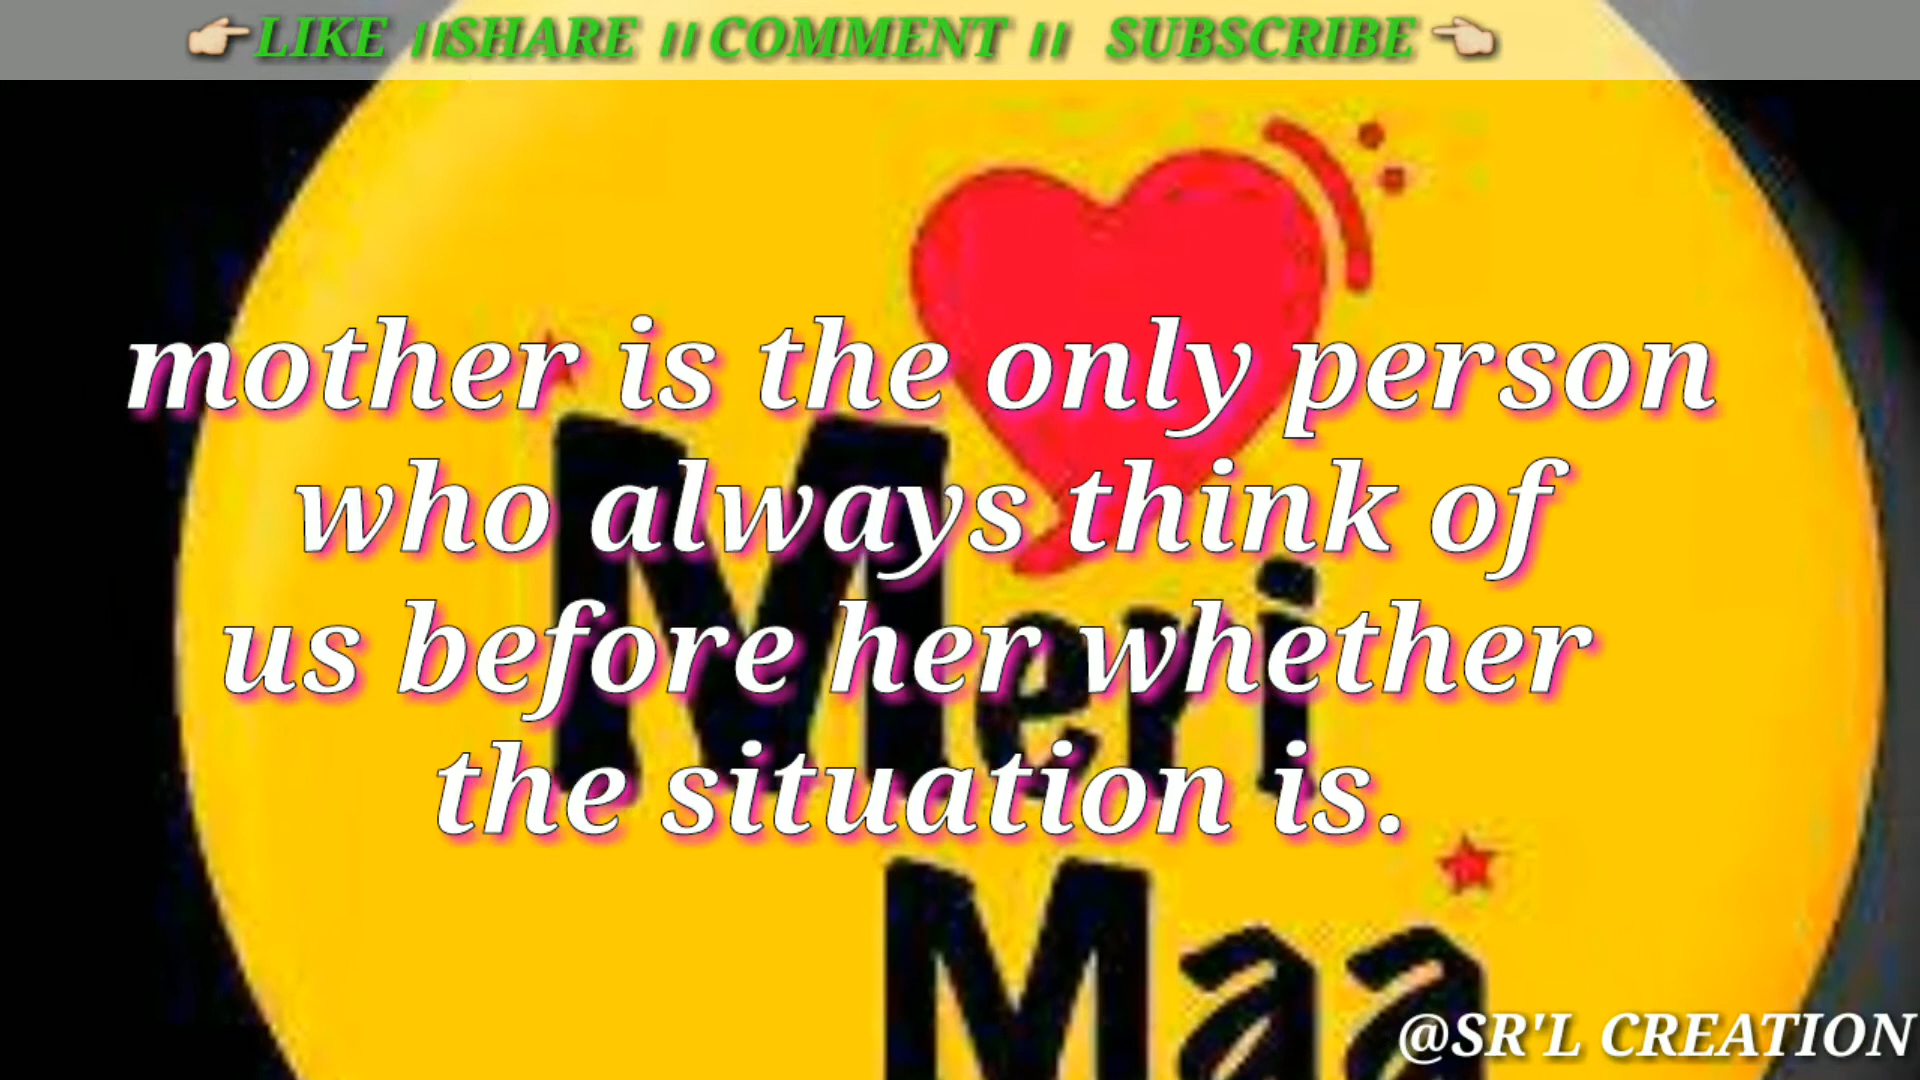 👉LIKE ॥SHARE ॥ COMMENT ॥ SUBSCRIBE👈
mother is the only person
who always think of
us before her whether
the situation is.
Meri
Maa
@SR'L CREATION